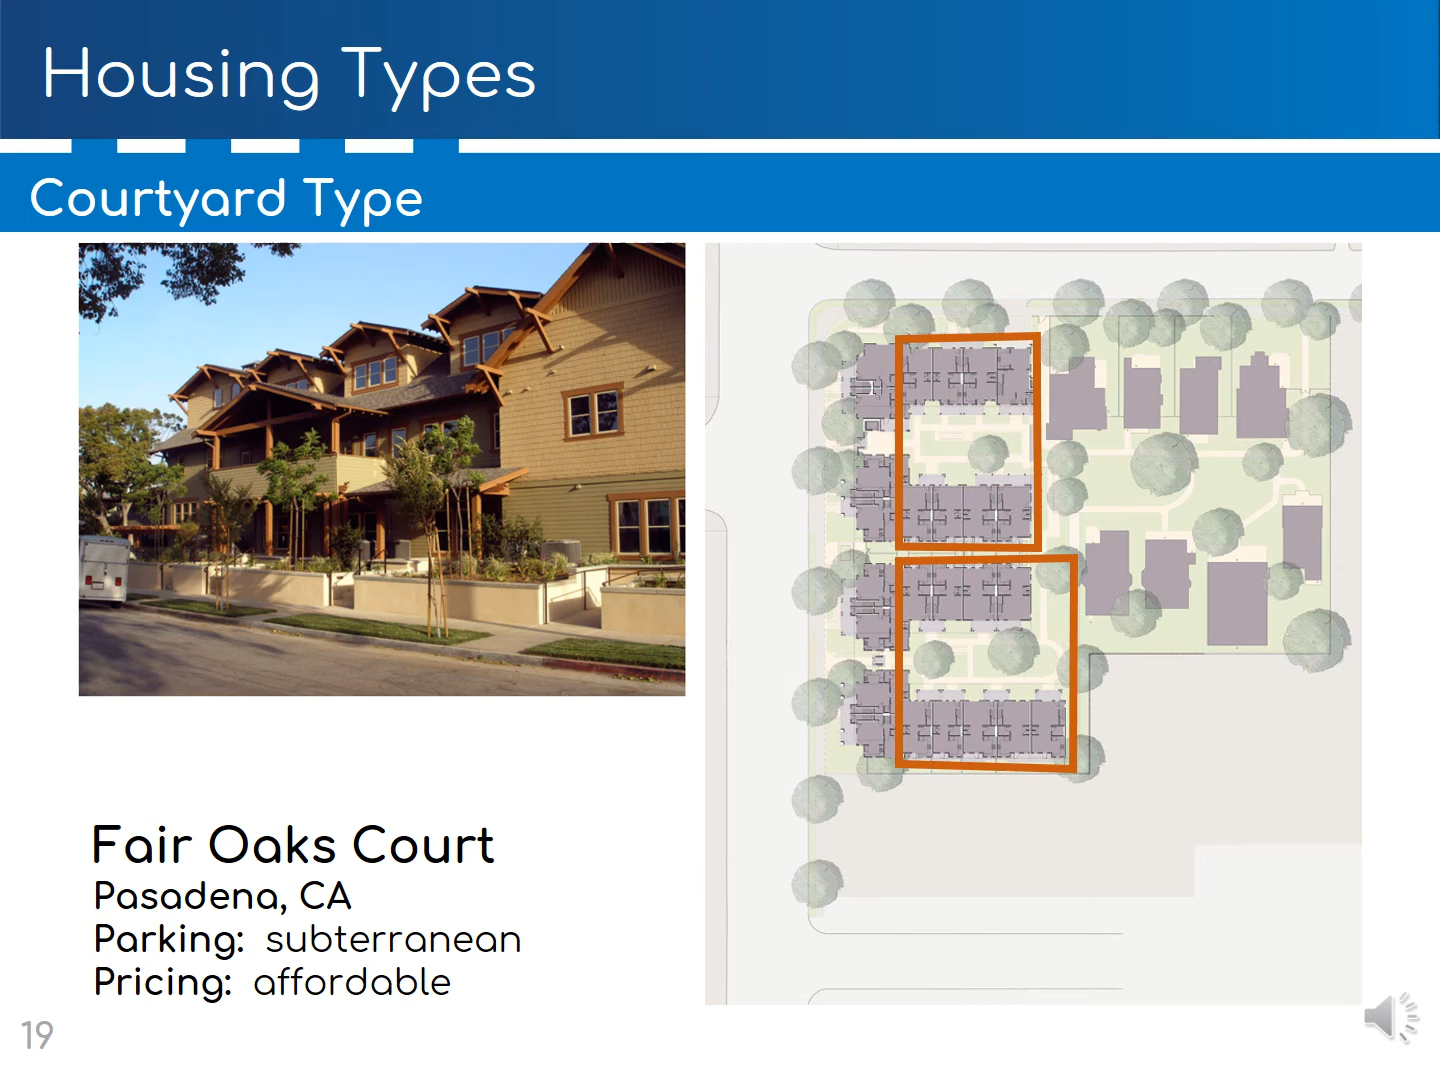 Housing Types
Courtyard Type
Fair Oaks Court
Pasadena, CA
Parking: subterranean
Pricing: affordable
19